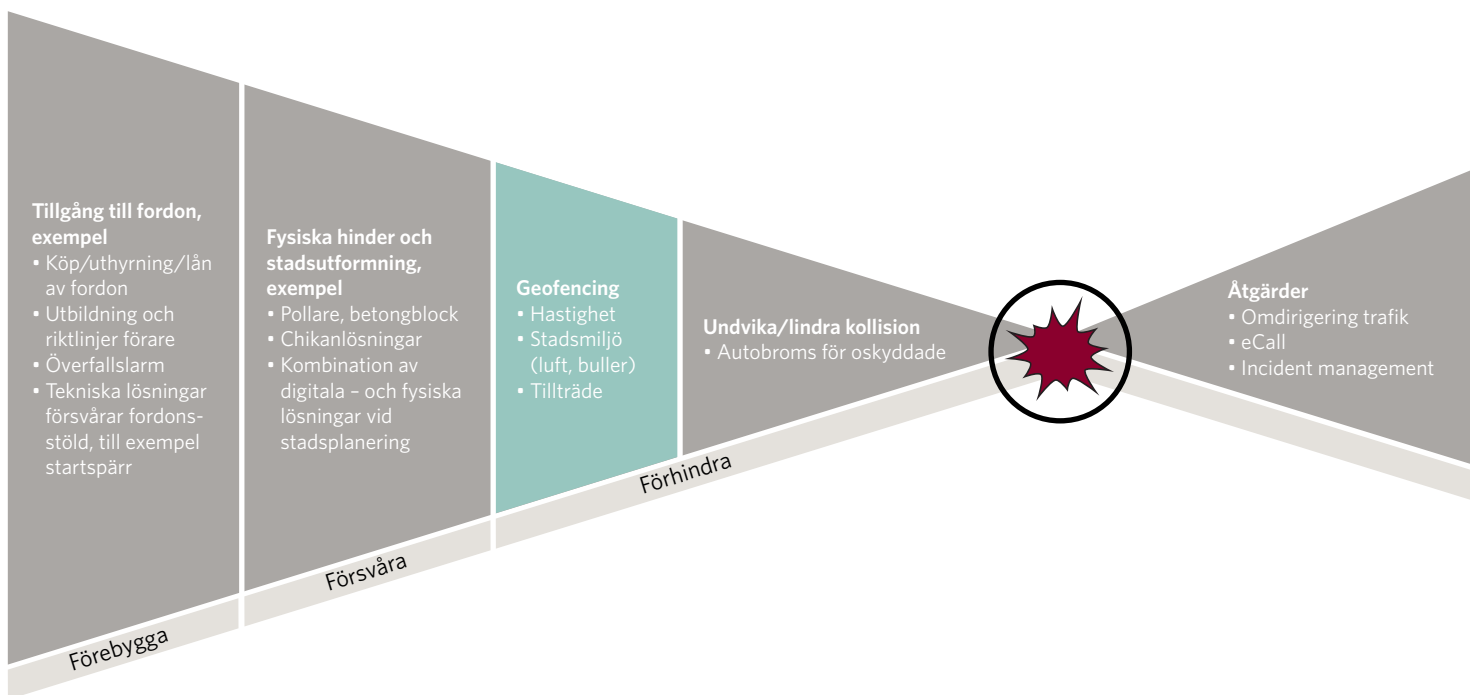 Tillgång till fordon,
exempel
• Köp/uthyrning/lån
av fordon
• Utbildning och
riktlinjer förare
• Överfallslarm
• Tekniska lösningar
försvårar fordons-
stöld, till exempel
startspärr
Fysiska hinder och
stadsutformning,
exempel
• Pollare, betongblock
• Chikanlösningar
• Kombination av
digitala – och fysiska
lösningar vid
stadsplanering
Geofencing
• Hastighet
• Stadsmiljö
(luft, buller)
• Tillträde
Undvika/lindra kollision
• Autobroms för oskyddade
Åtgärder
• Omdirigering trafik
• eCall
• Incident management
Förebygga
Försvåra
Förhindra